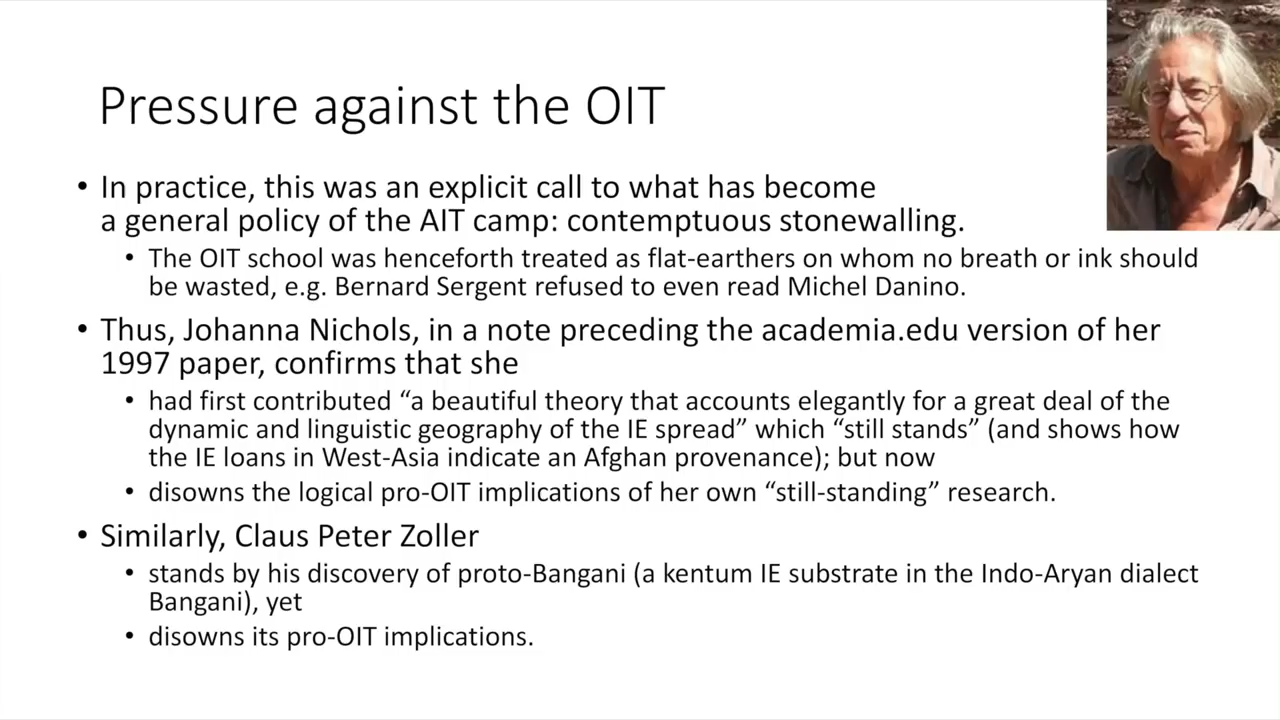 Pressure against the OIT
• In practice, this was an explicit call to what has become
a general policy of the AIT camp: contemptuous stonewalling.
• The OIT school was henceforth treated as flat-earthers on whom no breath or ink should
be wasted, e.g. Bernard Sergent refused to even read Michel Danino.
• Thus, Johanna Nichols, in a note preceding the academia.edu version of her
1997 paper, confirms that she
• had first contributed “a beautiful theory that accounts elegantly for a great deal of the
dynamic and linguistic geography of the IE spread” which “still stands” (and shows how
the IE loans in West-Asia indicate an Afghan provenance); but now
• disowns the logical pro-OIT implications of her own “still-standing” research.
• Similarly, Claus Peter Zoller
• stands by his discovery of proto-Bangani (a kentum IE substrate in the Indo-Aryan dialect
Bangani), yet
• disowns its pro-OIT implications.